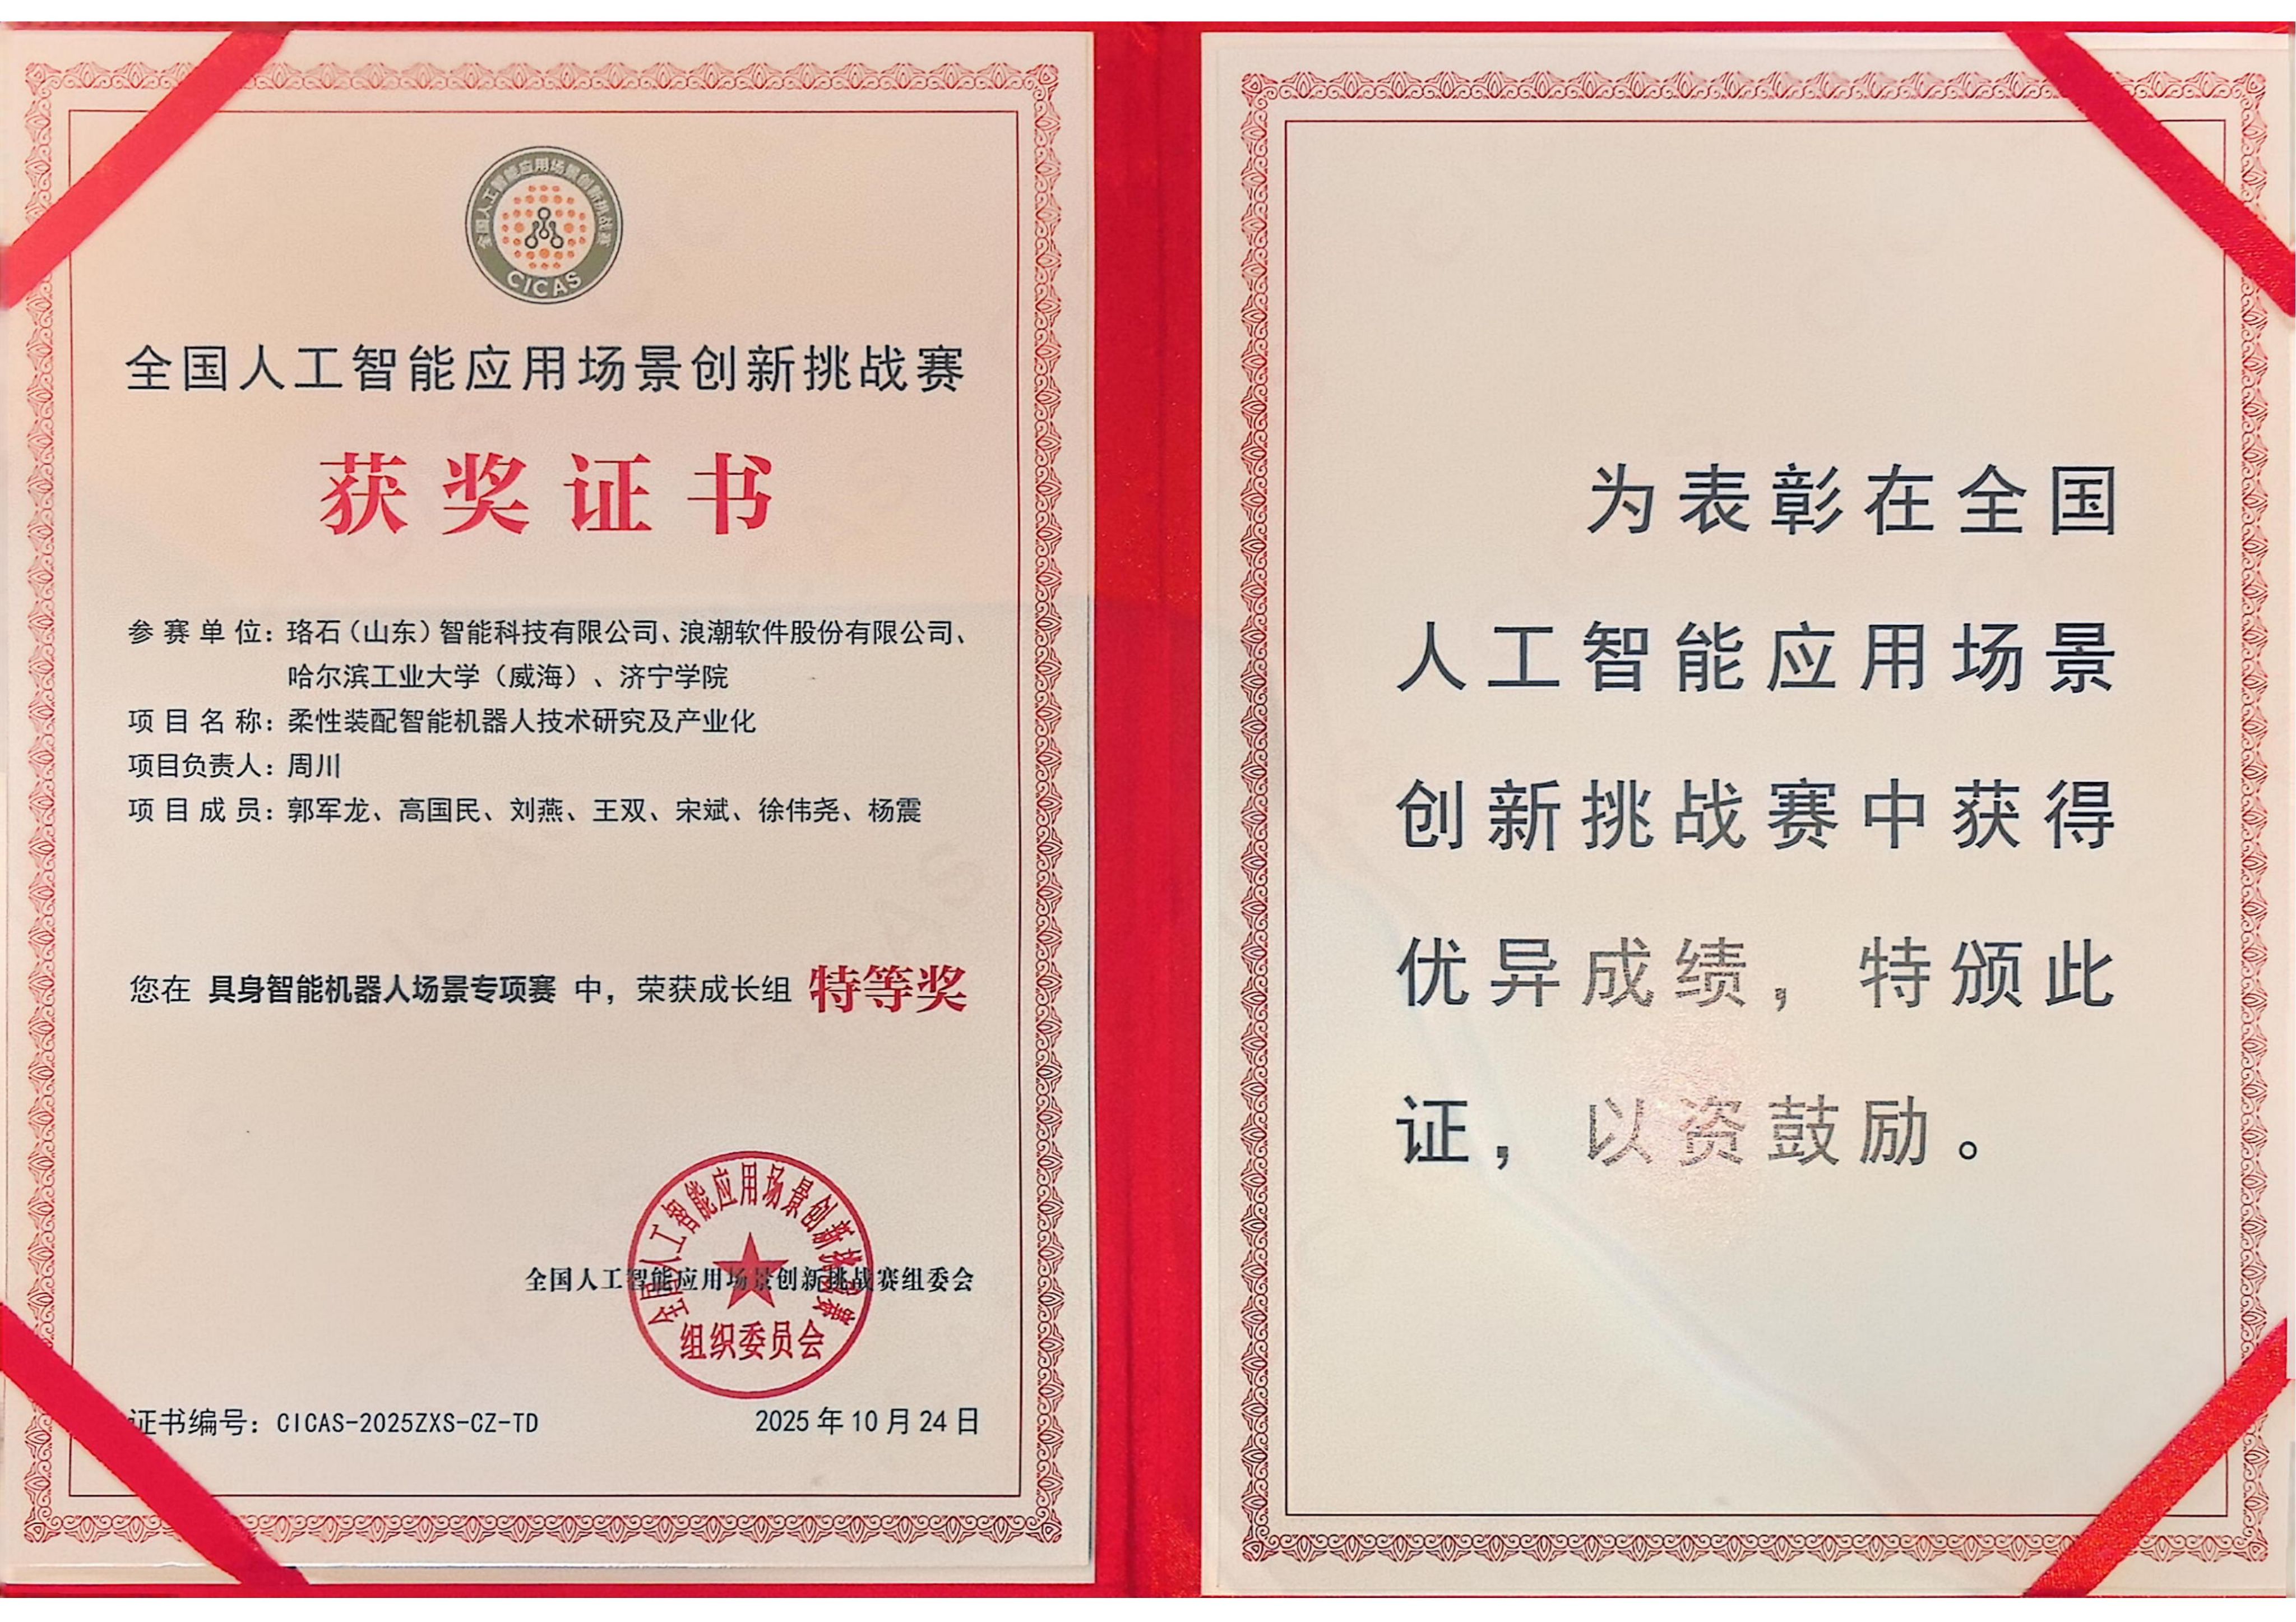 全国人工智能应用场景创新挑战赛
CICAS
全国人工智能应用场景创新挑战赛
获奖证书
参赛单位：珞石（山东）智能科技有限公司、浪潮软件股份有限公司、
哈尔滨工业大学（威海）、济宁学院
项目名称：柔性装配智能机器人技术研究及产业化
项目负责人：周川
项目成员：郭军龙、高国民、刘燕、王双、宋斌、徐伟尧、杨震
您在 具身智能机器人场景专项赛 中，荣获成长组 特等奖
全国人工智能应用场景创新挑战赛组委会
全国人工智能应用场景创新挑战赛
组织委员会
证书编号：CICAS-2025ZXS-CZ-TD
2025年10月24日
为表彰在全国
人工智能应用场景
创新挑战赛中获得
优异成绩，特颁此
证，以资鼓励。